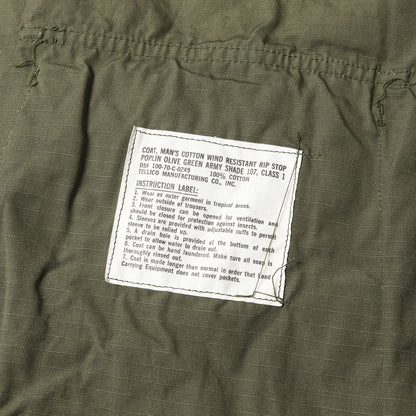 COAT, MAN'S COTTON WIND RESISTANT RIP STOP
POPLIN OLIVE GREEN ARMY SHADE 107, CLASS 1
DSA 100-70-C-0249 100% COTTON
TELLICO MANUFACTURING CO., INC.
INSTRUCTION LABEL:
1. Wear as outer garment in tropical areas.
2. Wear outside of trousers.
3. Front closure can be opened for ventilation and
should be closed for protection against insects.
4. Sleeves are provided with adjustable cuffs to permit
sleeve to be rolled up.
5. A drain hole is provided at the bottom of each
pocket to allow water to drain out.
6. Coat can be hand laundered. Make sure all soap is
thoroughly rinsed out.
7. Coat is made longer than normal in order that Load
Carrying Equipment does not cover pockets.